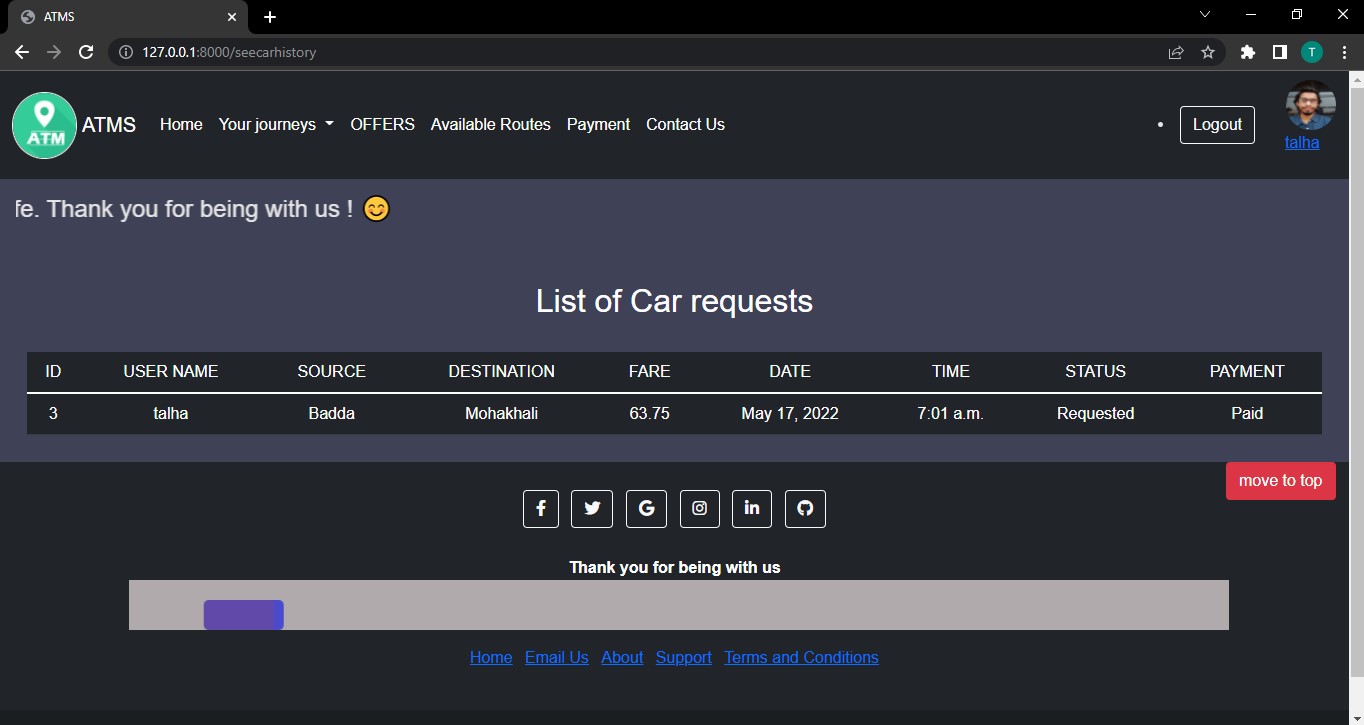 ATMS
127.0.0.1:8000/seecarhistory
T
ATM
ATMS Home Your journeys OFFERS Available Routes Payment Contact Us Logout
talha
fe. Thank you for being with us ! 😊
List of Car requests
ID USER NAME SOURCE DESTINATION FARE DATE TIME STATUS PAYMENT
3 talha Badda Mohakhali 63.75 May 17, 2022 7:01 a.m. Requested Paid
move to top
Thank you for being with us
Home Email Us About Support Terms and Conditions